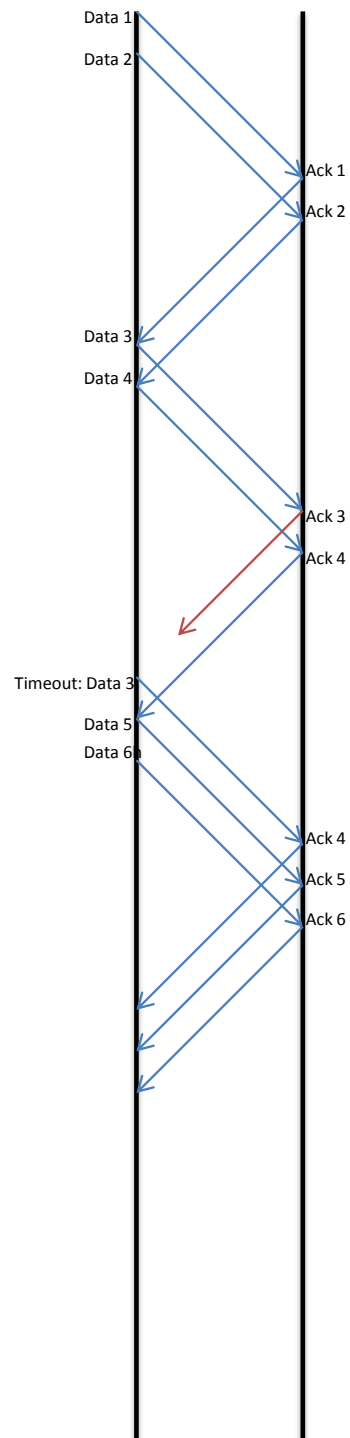 Data 1
Data 2
Ack 1
Ack 2
Data 3
Data 4
Ack 3
Ack 4
Timeout: Data 3
Data 5
Data 6h
Ack 4
Ack 5
Ack 6